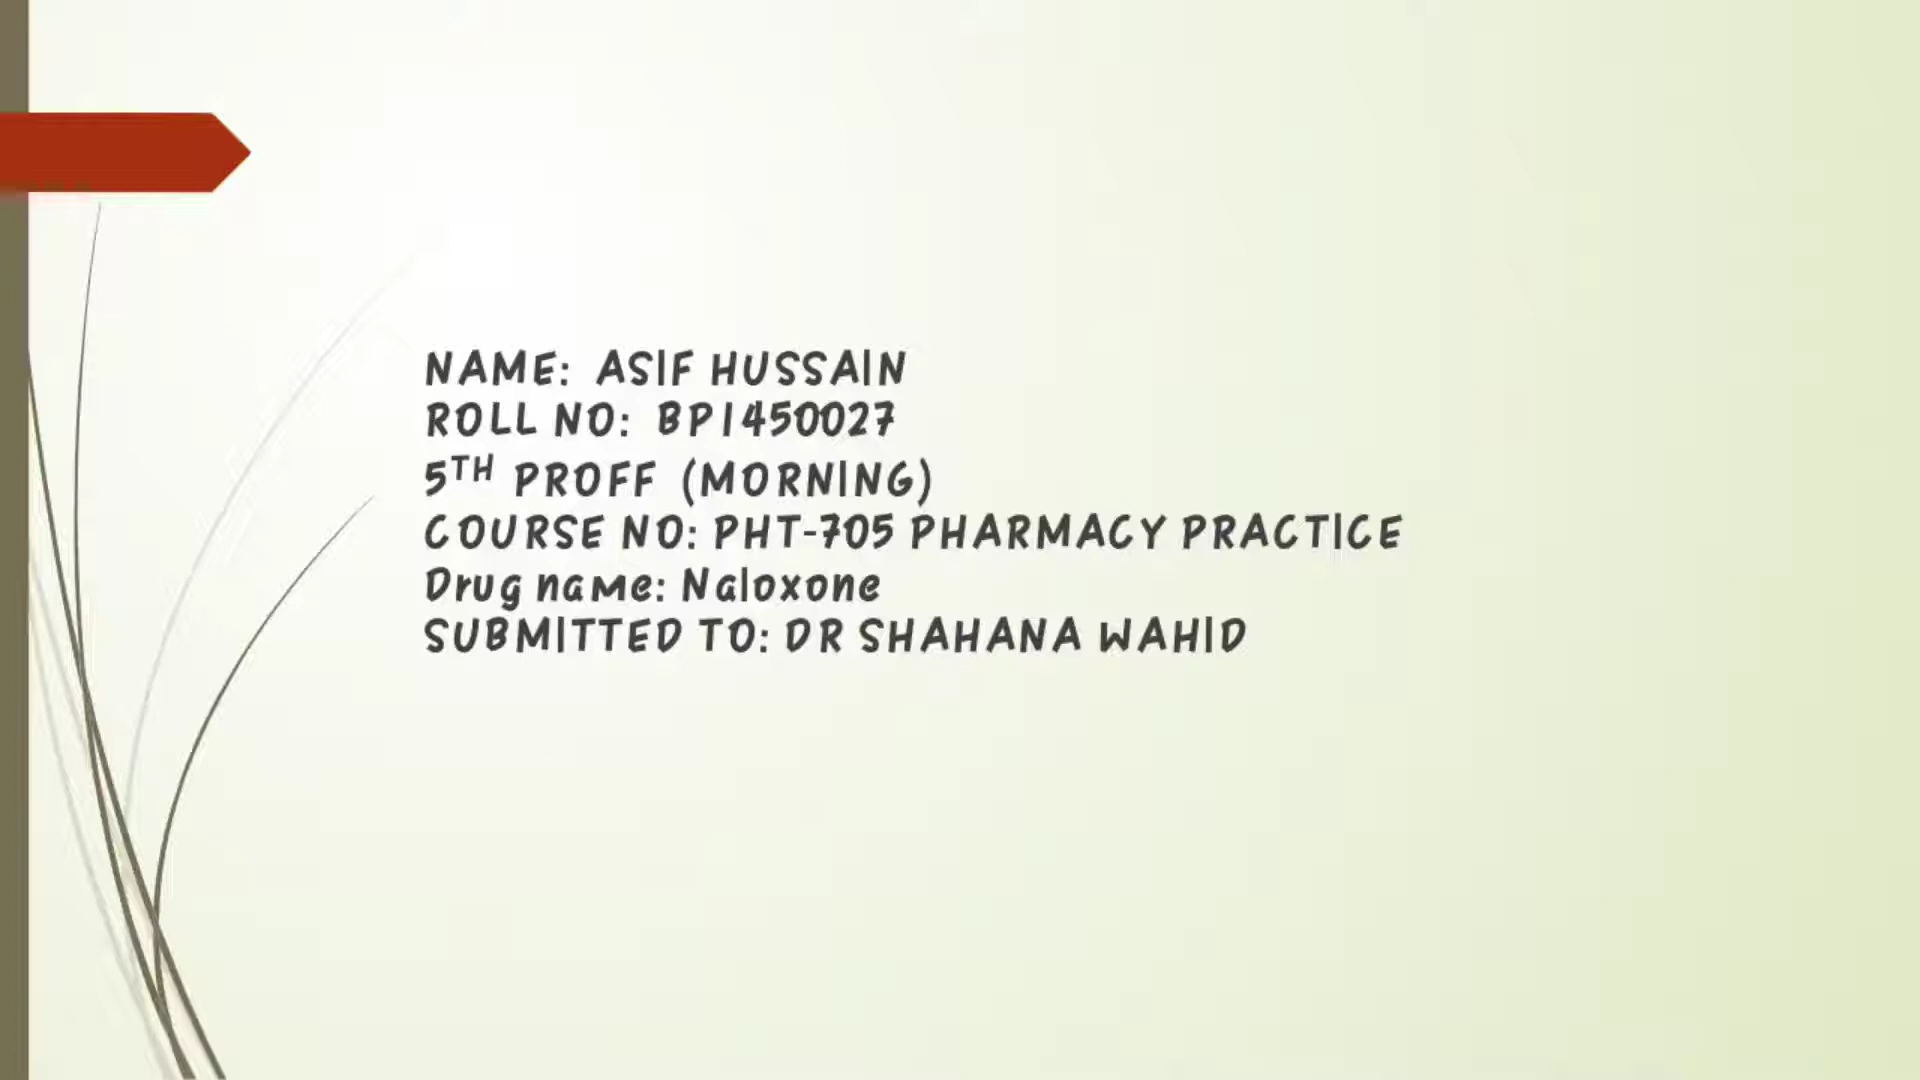 NAME: ASIF HUSSAIN
ROLL NO: BP1450027
5TH PROFF (MORNING)
COURSE NO: PHT-705 PHARMACY PRACTICE
Drug name: Naloxone
SUBMITTED TO: DR SHAHANA WAHID